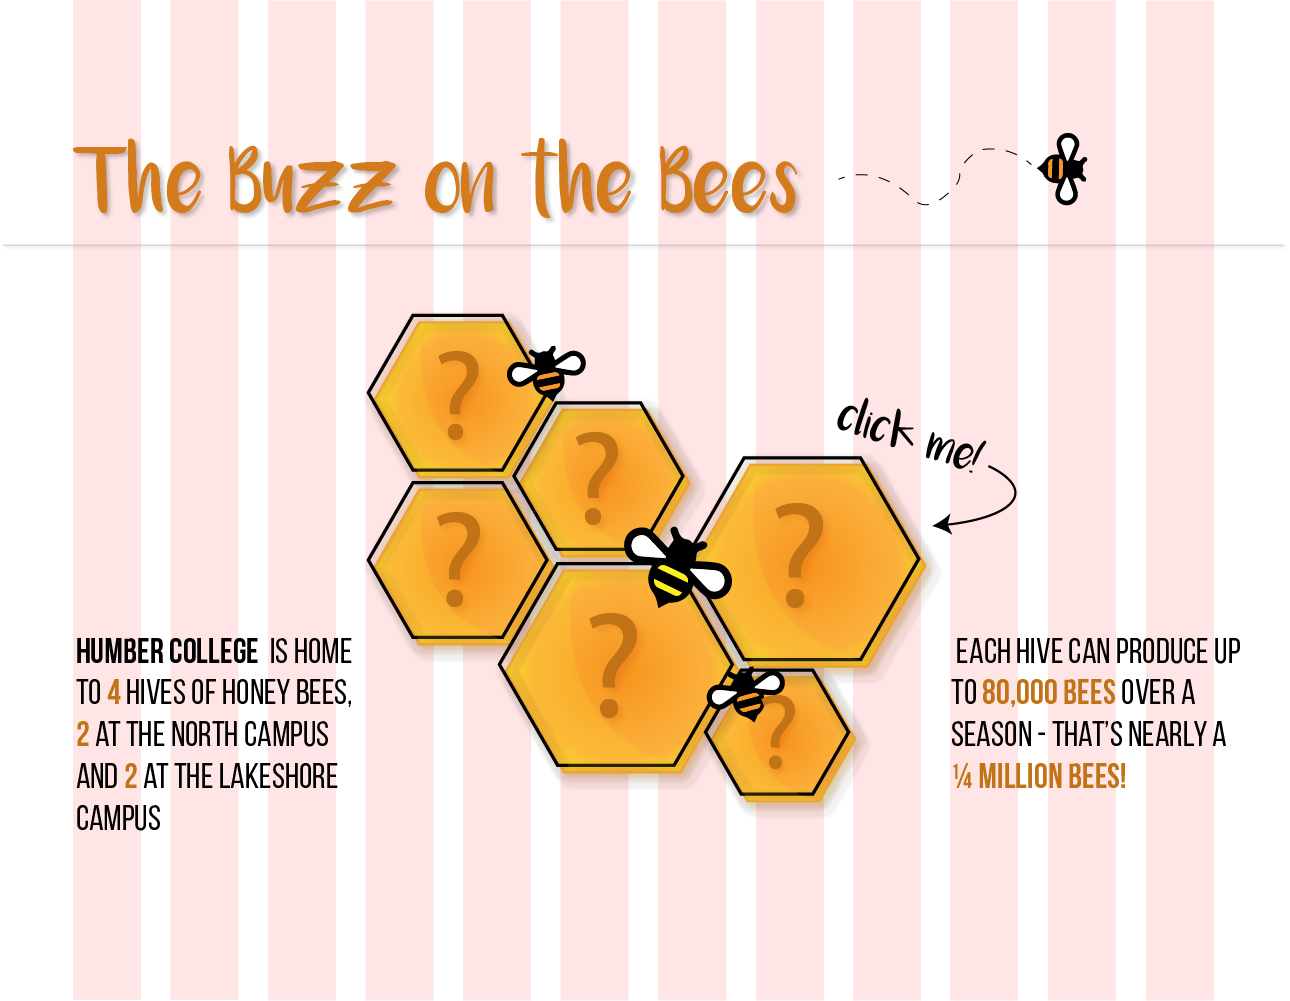 The Buzz on the Bees
?
?
click me!
?
?
?
?
HUMBER COLLEGE IS HOME
TO 4 HIVES OF HONEY BEES,
2 AT THE NORTH CAMPUS
AND 2 AT THE LAKESHORE
CAMPUS
EACH HIVE CAN PRODUCE UP
TO 80,000 BEES OVER A
SEASON - THAT'S NEARLY A
¼ MILLION BEES!